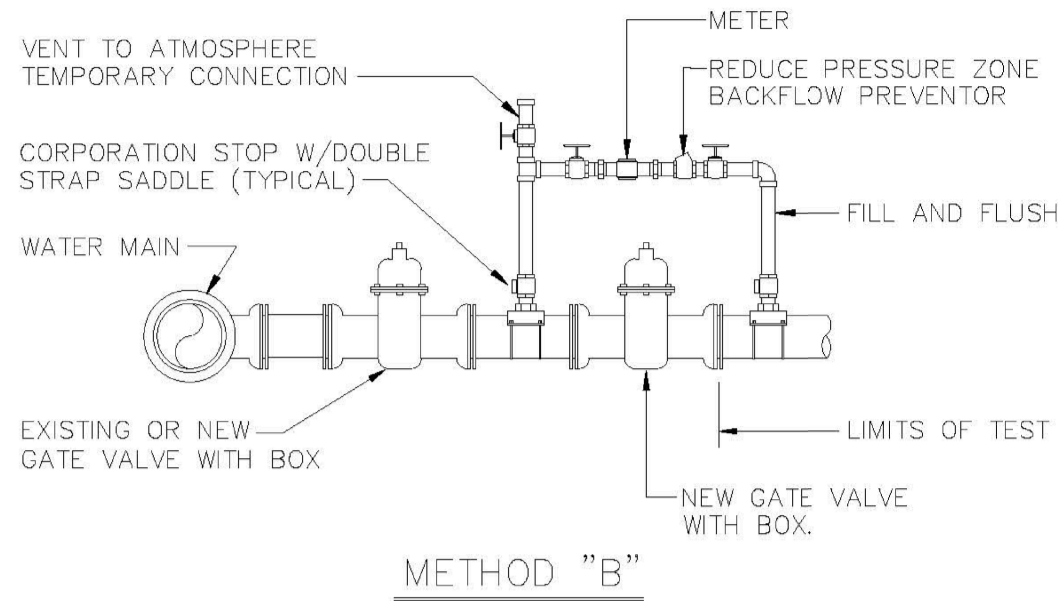 METER
VENT TO ATMOSPHERE
TEMPORARY CONNECTION
REDUCE PRESSURE ZONE
BACKFLOW PREVENTOR
CORPORATION STOP W/DOUBLE
STRAP SADDLE (TYPICAL)
FILL AND FLUSH
WATER MAIN
EXISTING OR NEW
GATE VALVE WITH BOX
LIMITS OF TEST
NEW GATE VALVE
WITH BOX.
METHOD "B"